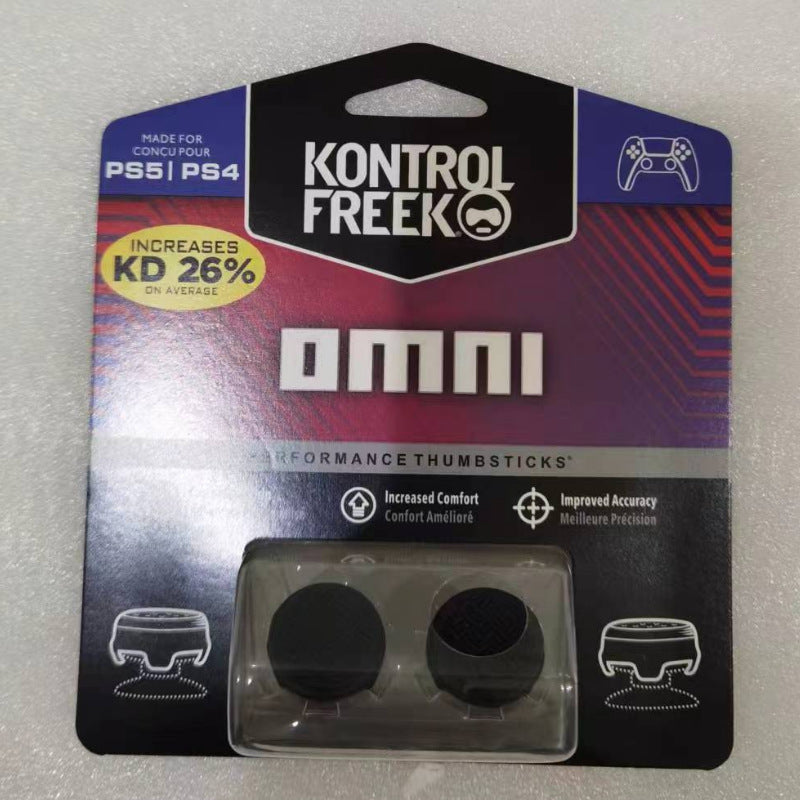 MADE FOR
CONÇU POUR
PS5 | PS4
KONTROL
FREEK
INCREASES
KD 26%
ON AVERAGE
OMNI
PERFORMANCE THUMBSTICKS®
Increased Comfort
Confort Amélioré
Improved Accuracy
Meilleure Précision